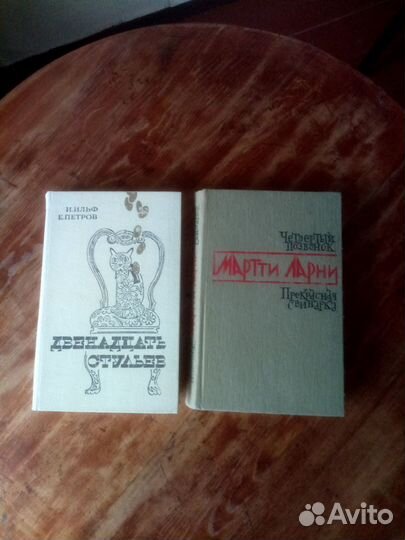 И. ИЛЬФ
Е. ПЕТРОВ
ДВЕНАДЦАТЬ
СТУЛЬЕВ
ЧЕТВЕРТЫЙ
ПОЗВОНОК
МАРТТИ ЛАРНИ
ПРЕКРАСНАЯ
СВИНАРКА
Avito